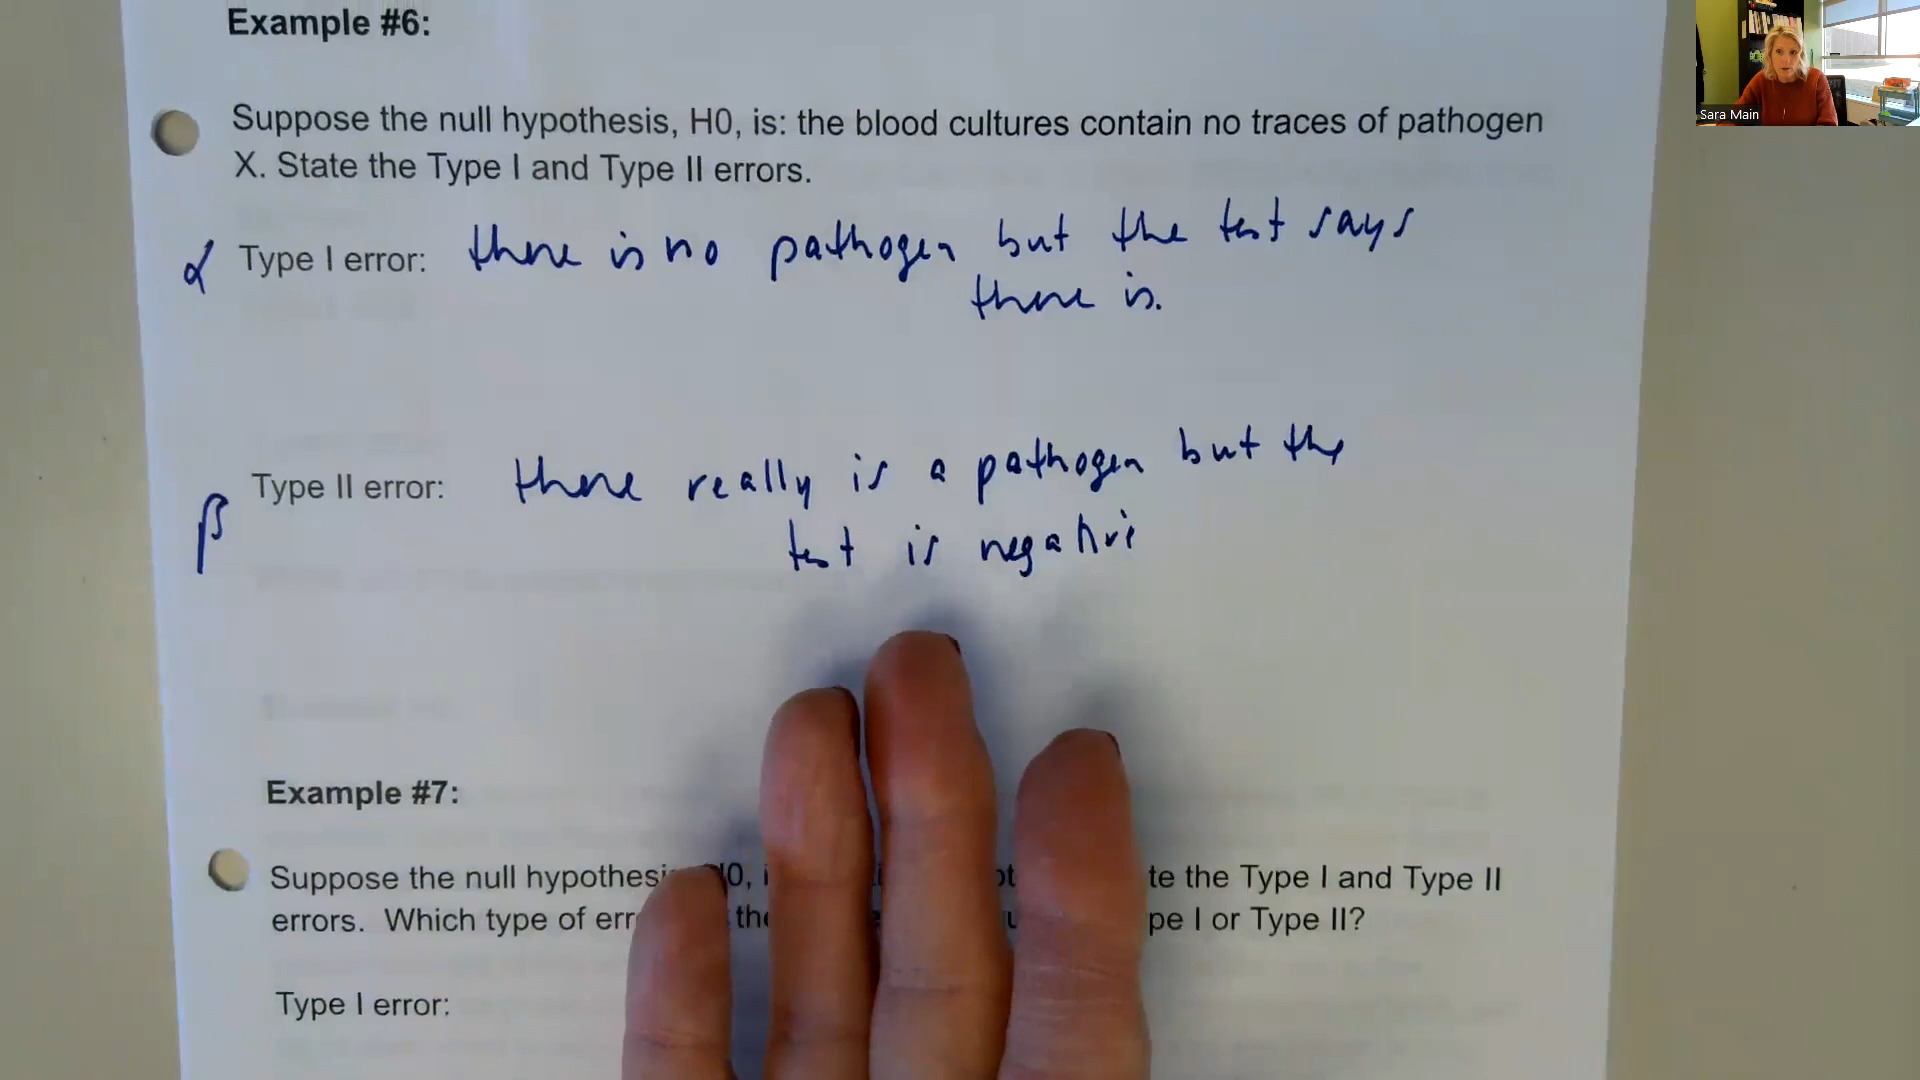 Example #6:
Sara Main
Suppose the null hypothesis, H0, is: the blood cultures contain no traces of pathogen
X. State the Type I and Type II errors.
α Type I error: there is no pathogen but the test says
there is.
β Type II error: there really is a pathogen but the
test is negative
Example #7:
Suppose the null hypothesis H0, te the Type I and Type II
errors. Which type of the pe I or Type II?
Type I error: